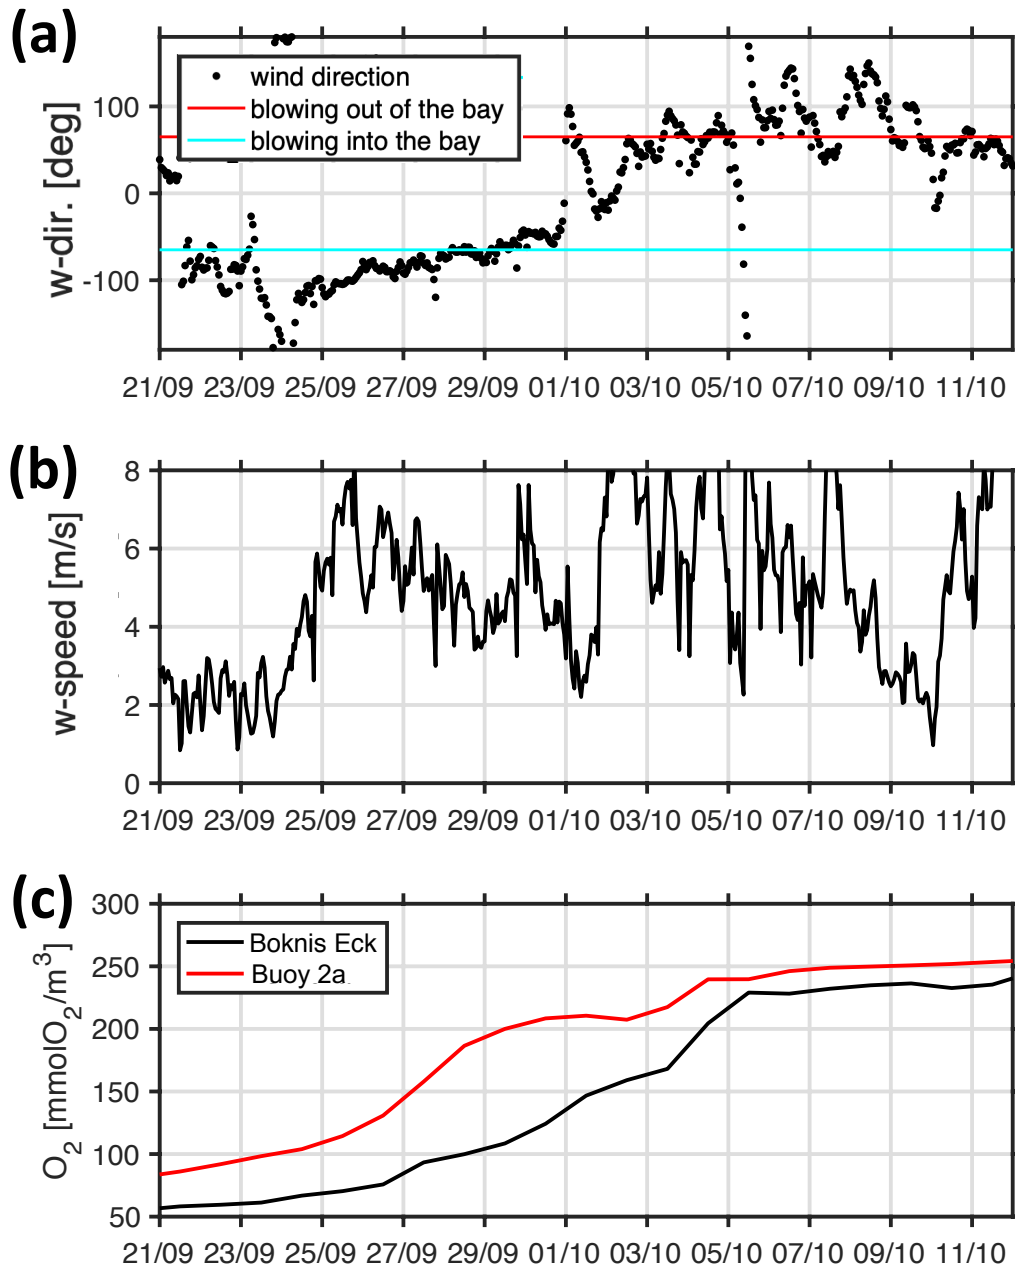 (a)
w-dir. [deg]
100
0
-100
wind direction
blowing out of the bay
blowing into the bay
21/09 23/09 25/09 27/09 29/09 01/10 03/10 05/10 07/10 09/10 11/10
(b)
w-speed [m/s]
8
6
4
2
0
21/09 23/09 25/09 27/09 29/09 01/10 03/10 05/10 07/10 09/10 11/10
(c)
O₂ [mmolO₂/m³]
300
250
200
150
100
50
Boknis Eck
Buoy 2a
21/09 23/09 25/09 27/09 29/09 01/10 03/10 05/10 07/10 09/10 11/10